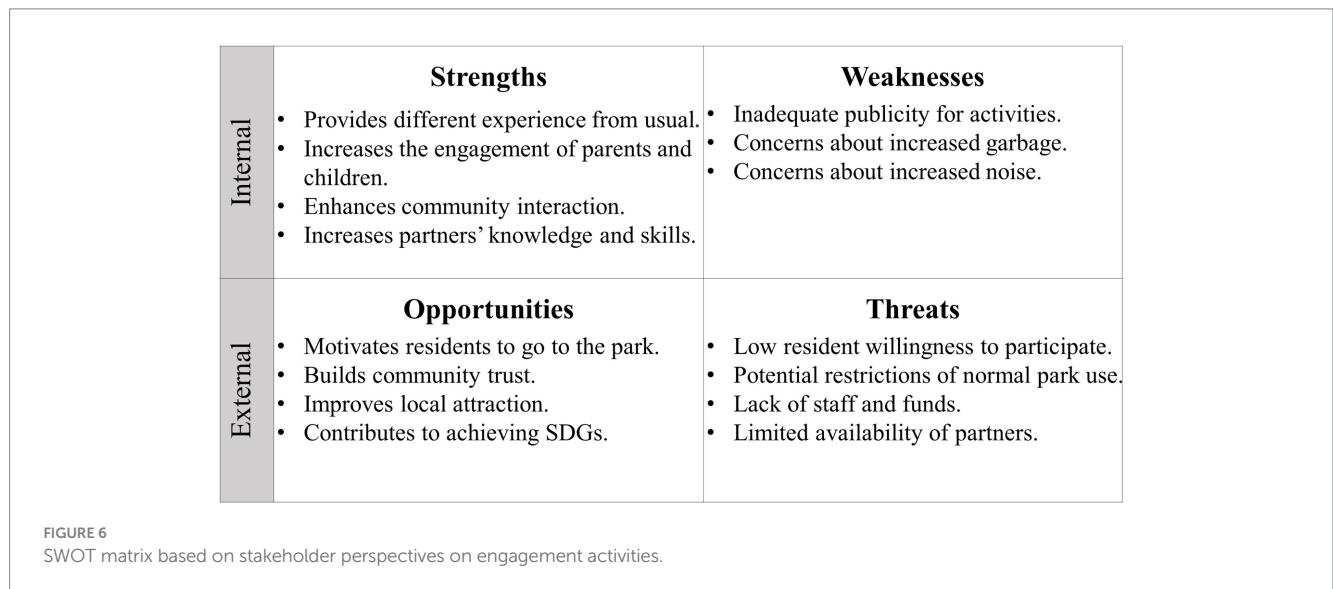 Internal
Strengths
• Provides different experience from usual.
• Increases the engagement of parents and
children.
• Enhances community interaction.
• Increases partners’ knowledge and skills.
Weaknesses
• Inadequate publicity for activities.
• Concerns about increased garbage.
• Concerns about increased noise.
External
Opportunities
• Motivates residents to go to the park.
• Builds community trust.
• Improves local attraction.
• Contributes to achieving SDGs.
Threats
• Low resident willingness to participate.
• Potential restrictions of normal park use.
• Lack of staff and funds.
• Limited availability of partners.
FIGURE 6
SWOT matrix based on stakeholder perspectives on engagement activities.